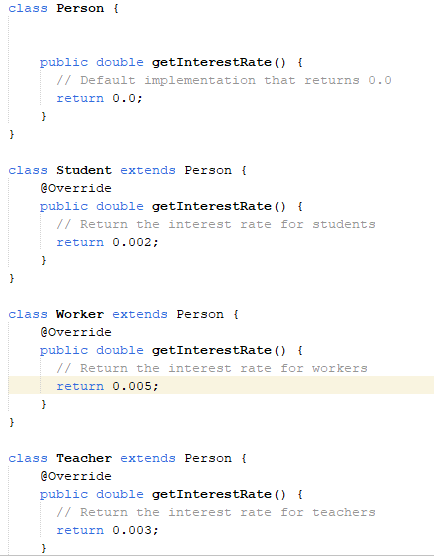 class Person {
public double getInterestRate() {
// Default implementation that returns 0.0
return 0.0;
}
}
class Student extends Person {
@Override
public double getInterestRate() {
// Return the interest rate for students
return 0.002;
}
}
class Worker extends Person {
@Override
public double getInterestRate() {
// Return the interest rate for workers
return 0.005;
}
}
class Teacher extends Person {
@Override
public double getInterestRate() {
// Return the interest rate for teachers
return 0.003;
}